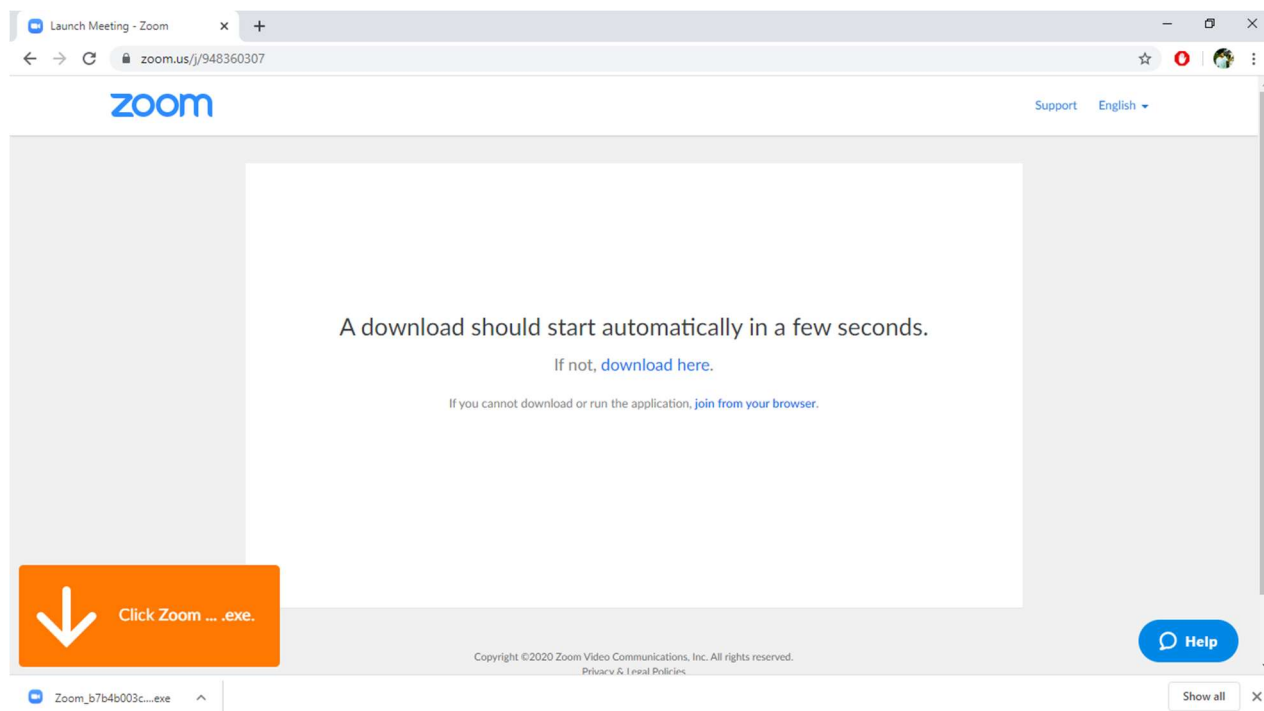 Launch Meeting - Zoom
zoom.us/j/948360307
zoom
Support English
A download should start automatically in a few seconds.
If not, download here.
If you cannot download or run the application, join from your browser.
Click Zoom ... .exe.
Help
Copyright ©2020 Zoom Video Communications, Inc. All rights reserved.
Privacy & Legal Policies
Zoom_b7b4b003c....exe
Show all